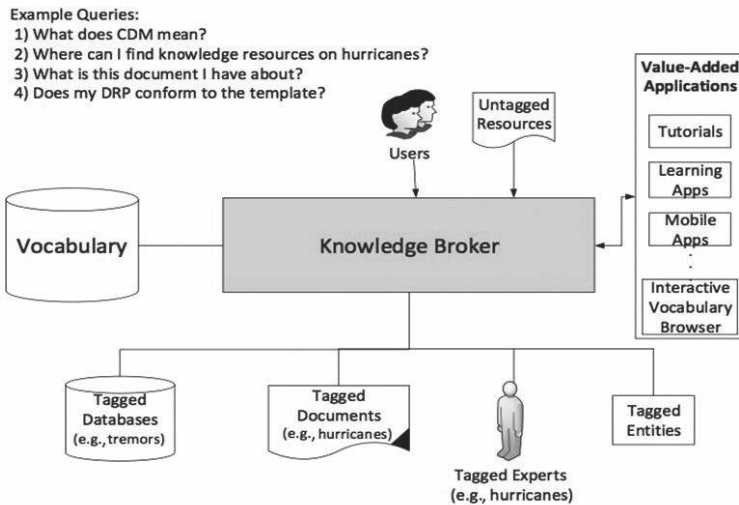 Example Queries:
1) What does CDM mean?
2) Where can I find knowledge resources on hurricanes?
3) What is this document I have about?
4) Does my DRP conform to the template?
Users
Untagged
Resources
Value-Added
Applications
Tutorials
Learning
Apps
Mobile
Apps
Interactive
Vocabulary
Browser
Vocabulary
Knowledge Broker
Tagged
Databases
(e.g., tremors)
Tagged
Documents
(e.g., hurricanes)
Tagged Experts
(e.g., hurricanes)
Tagged
Entities